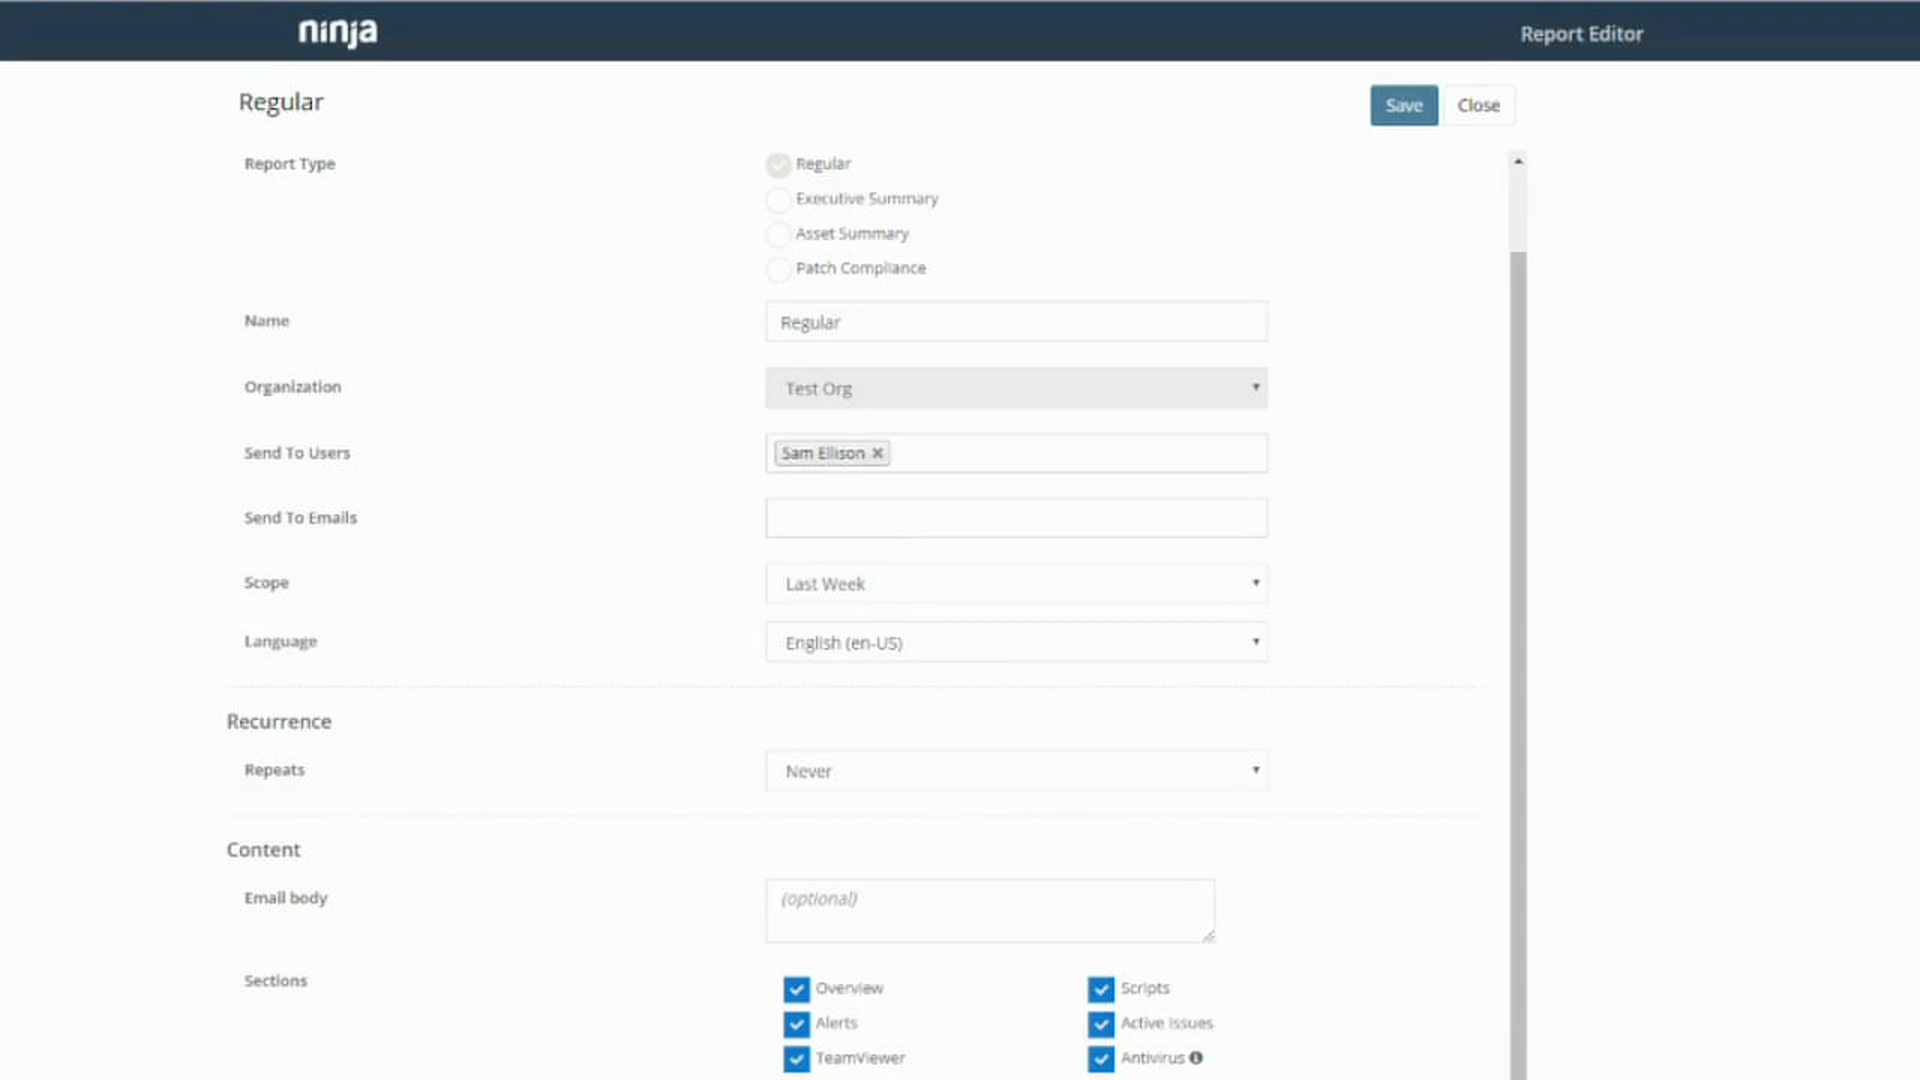 ninja
Report Editor
Regular
Save
Close
Report Type
Regular
Executive Summary
Asset Summary
Patch Compliance
Name
Regular
Organization
Test Org
Send To Users
Sam Ellison ×
Send To Emails
Scope
Last Week
Language
English (en-US)
Recurrence
Repeats
Never
Content
Email body
(optional)
Sections
Overview
Scripts
Alerts
Active Issues
TeamViewer
Antivirus